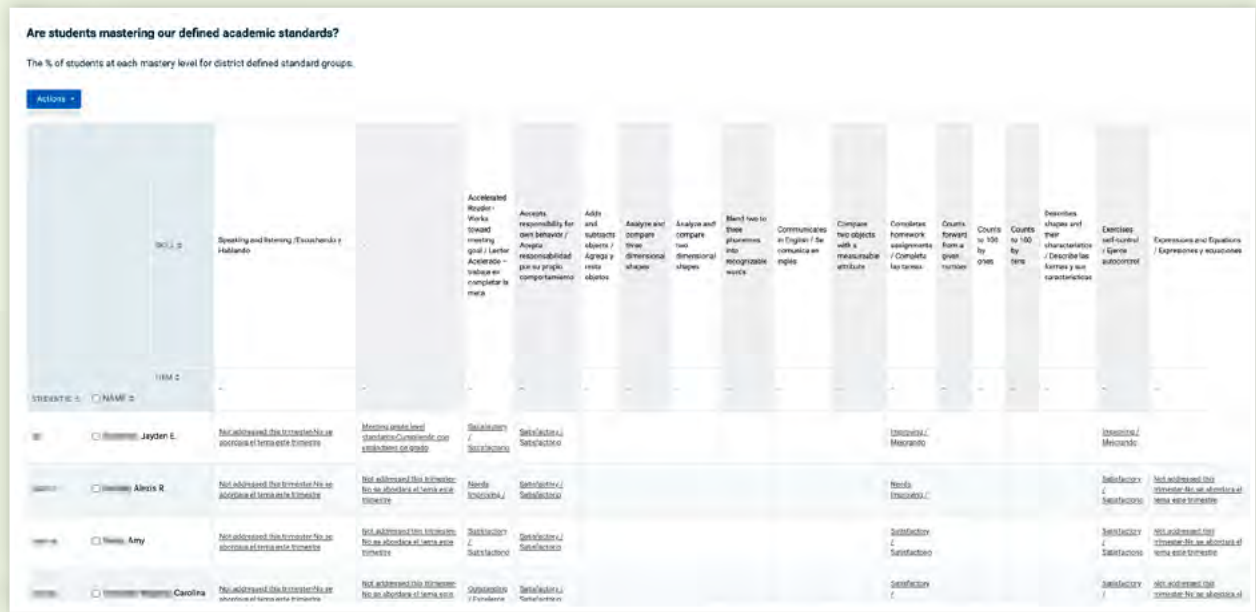 Are students mastering our defined academic standards?
The % of students at each mastery level for district defined standard groups.
Actions
SKILL
Speaking and listening / Escuchando y
Hablando
Accelerated
Reader -
Works
toward
meeting
goal / Lector
Acelerado –
trabaja en
completar la
meta
Accepts
responsibility for
own behavior /
Acepta
responsabilidad
por su propio
comportamiento
Adds
and
subtracts
objects /
Agrega y
resta
objetos
Analyze and
compare
three
dimensional
shapes
Analyze and
compare
two
dimensional
shapes
Blend two to
three
phonemes
into
recognizable
words
Communicates
in English / Se
comunica en
inglés
Compare
two objects
with a
measurable
attribute
Completes
homework
assignments
/ Completa
las tareas
Counts
forward
from a
given
number
Counts
to 100
by
ones
Counts
to 100
by
tens
Describes
shapes and
their
characteristics
/ Describe las
formas y sus
características
Exercises
self-control
/ Ejerce
autocontrol
Expressions and Equations
/ Expresiones y ecuaciones
ITEM
STUDENT ID
NAME
Jayden E.
Not addressed this trimester-No se
abordara el tema este trimestre
Meeting grade level
standards-Cumpliendo con
estándares de grado
Satisfactory
/
Satisfactorio
Satisfactory /
Satisfactorio
Improving /
Mejorando
Improving /
Mejorando
Alexis R.
Not addressed this trimester-No se
abordara el tema este trimestre
Not addressed this trimester-
No se abordara el tema este
trimestre
Needs
Improving /
Satisfactory /
Satisfactorio
Needs
Improving /
Satisfactory
/
Satisfactorio
Not addressed this
trimester-No se abordara el
tema este trimestre
Amy
Not addressed this trimester-No se
abordara el tema este trimestre
Not addressed this trimester-
No se abordara el tema este
trimestre
Satisfactory
/
Satisfactorio
Satisfactory /
Satisfactorio
Satisfactory
/
Satisfactorio
Satisfactory
/
Satisfactorio
Not addressed this
trimester-No se abordara el
tema este trimestre
Carolina
Not addressed this trimester-No se
abordara el tema este trimestre
Not addressed this trimester-
No se abordara el tema este
Outstanding
/ Excelente
Satisfactory /
Satisfactorio
Satisfactory
/
Satisfactory
/
Not addressed this
trimester-No se abordara el